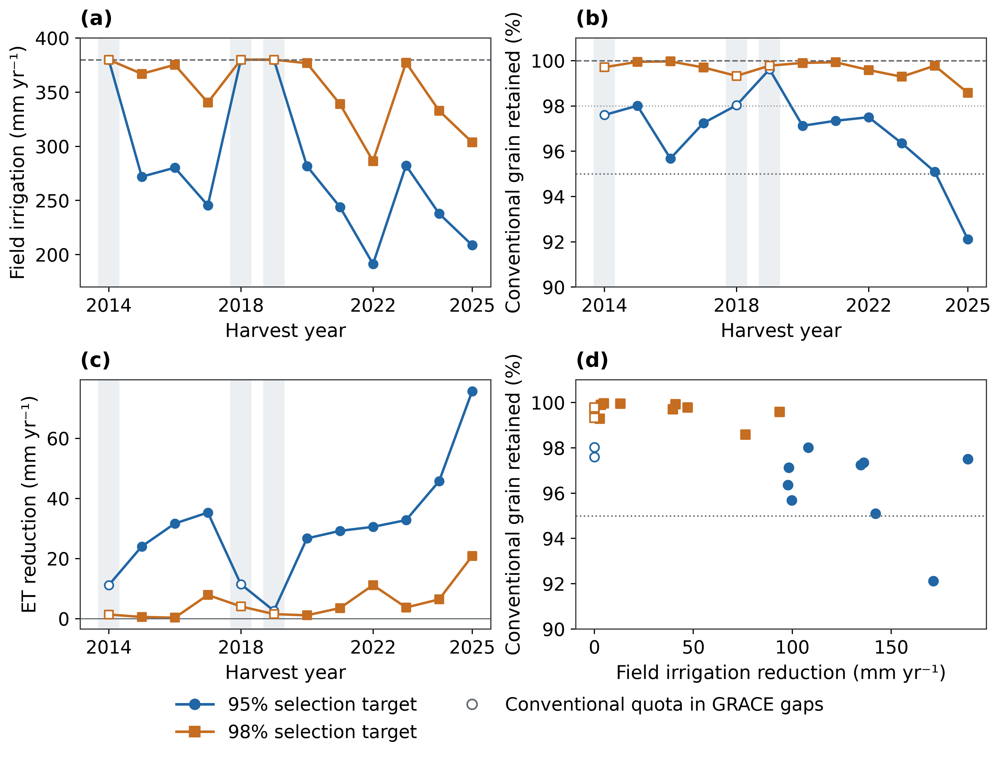 (a)
400
350
300
250
200
Field irrigation (mm yr⁻¹)
2014
2018
2022
2025
Harvest year
(b)
100
98
96
94
92
90
Conventional grain retained (%)
2014
2018
2022
2025
Harvest year
(c)
60
40
20
0
ET reduction (mm yr⁻¹)
2014
2018
2022
2025
Harvest year
(d)
100
98
96
94
92
90
Conventional grain retained (%)
0
50
100
150
Field irrigation reduction (mm yr⁻¹)
95% selection target
98% selection target
Conventional quota in GRACE gaps